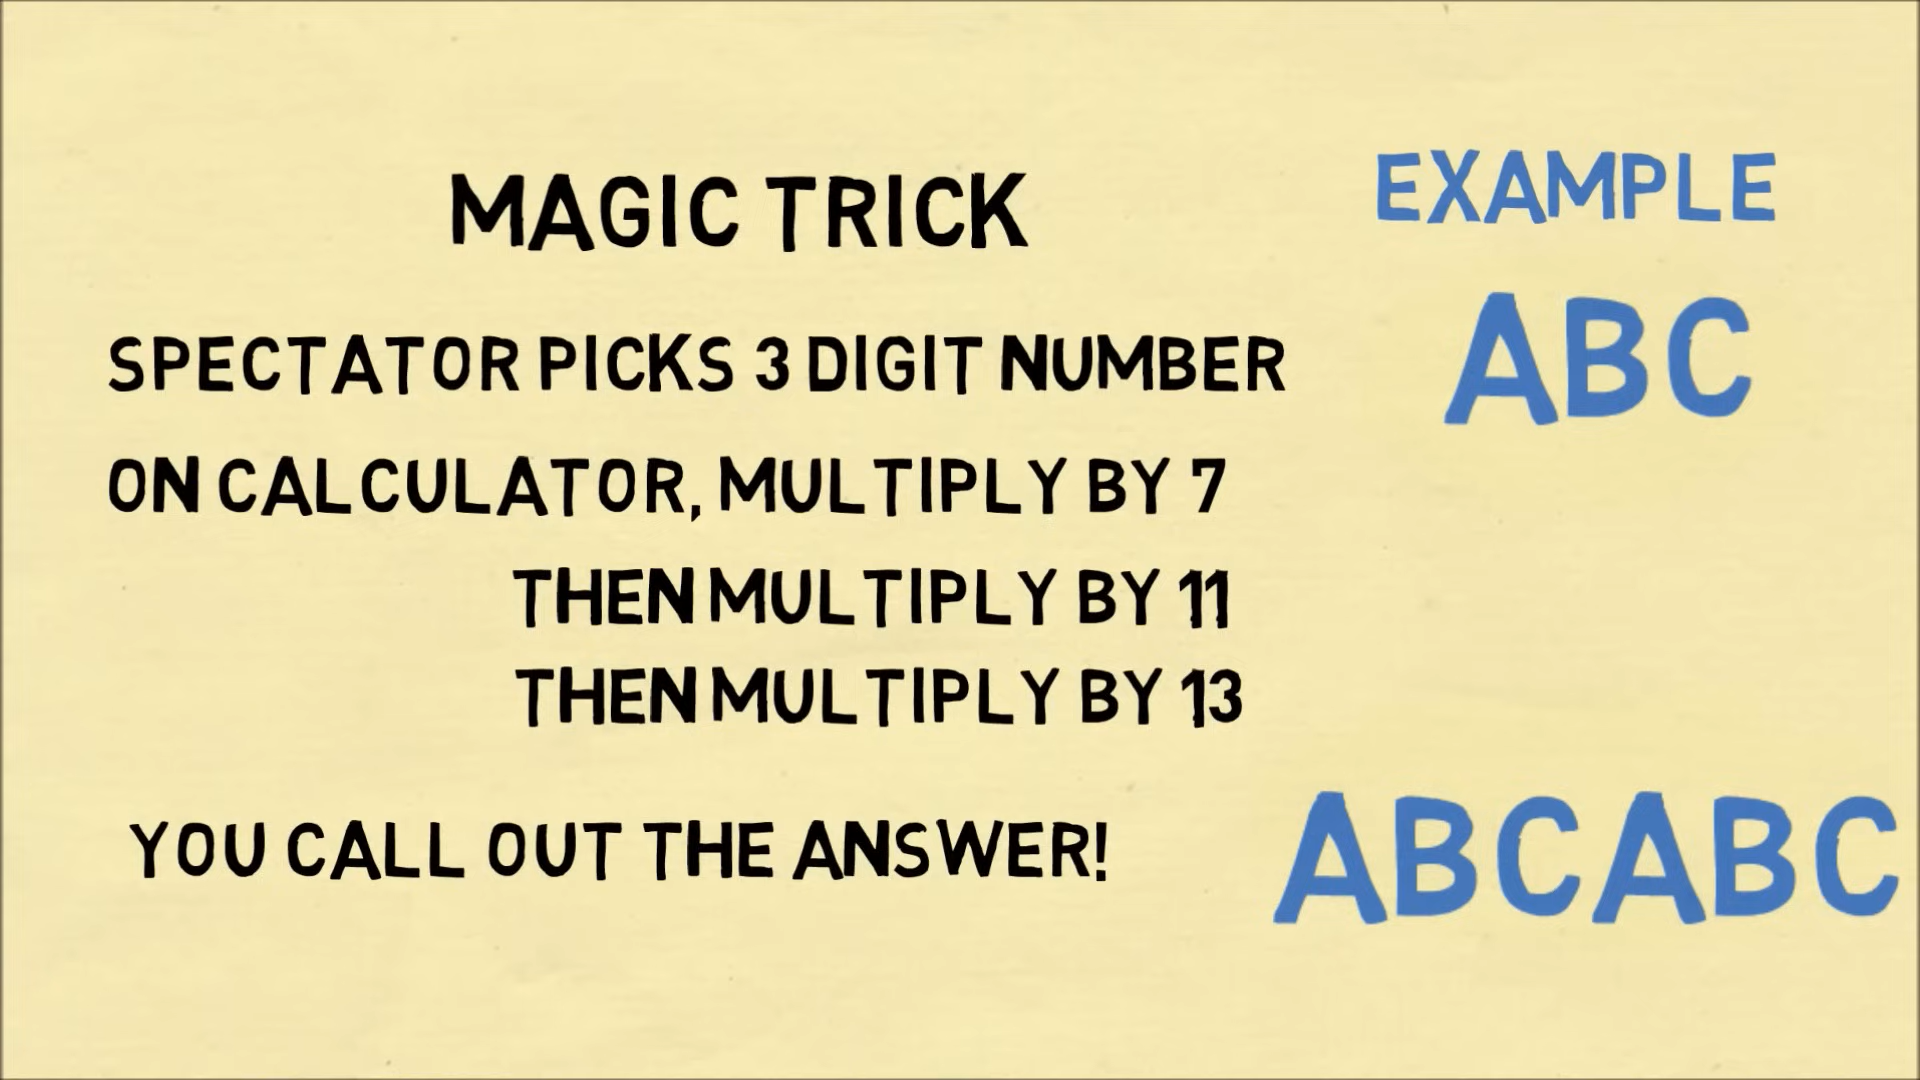 MAGIC TRICK
SPECTATOR PICKS 3 DIGIT NUMBER
ON CALCULATOR, MULTIPLY BY 7
THEN MULTIPLY BY 11
THEN MULTIPLY BY 13
YOU CALL OUT THE ANSWER!
EXAMPLE
ABC
ABCABC